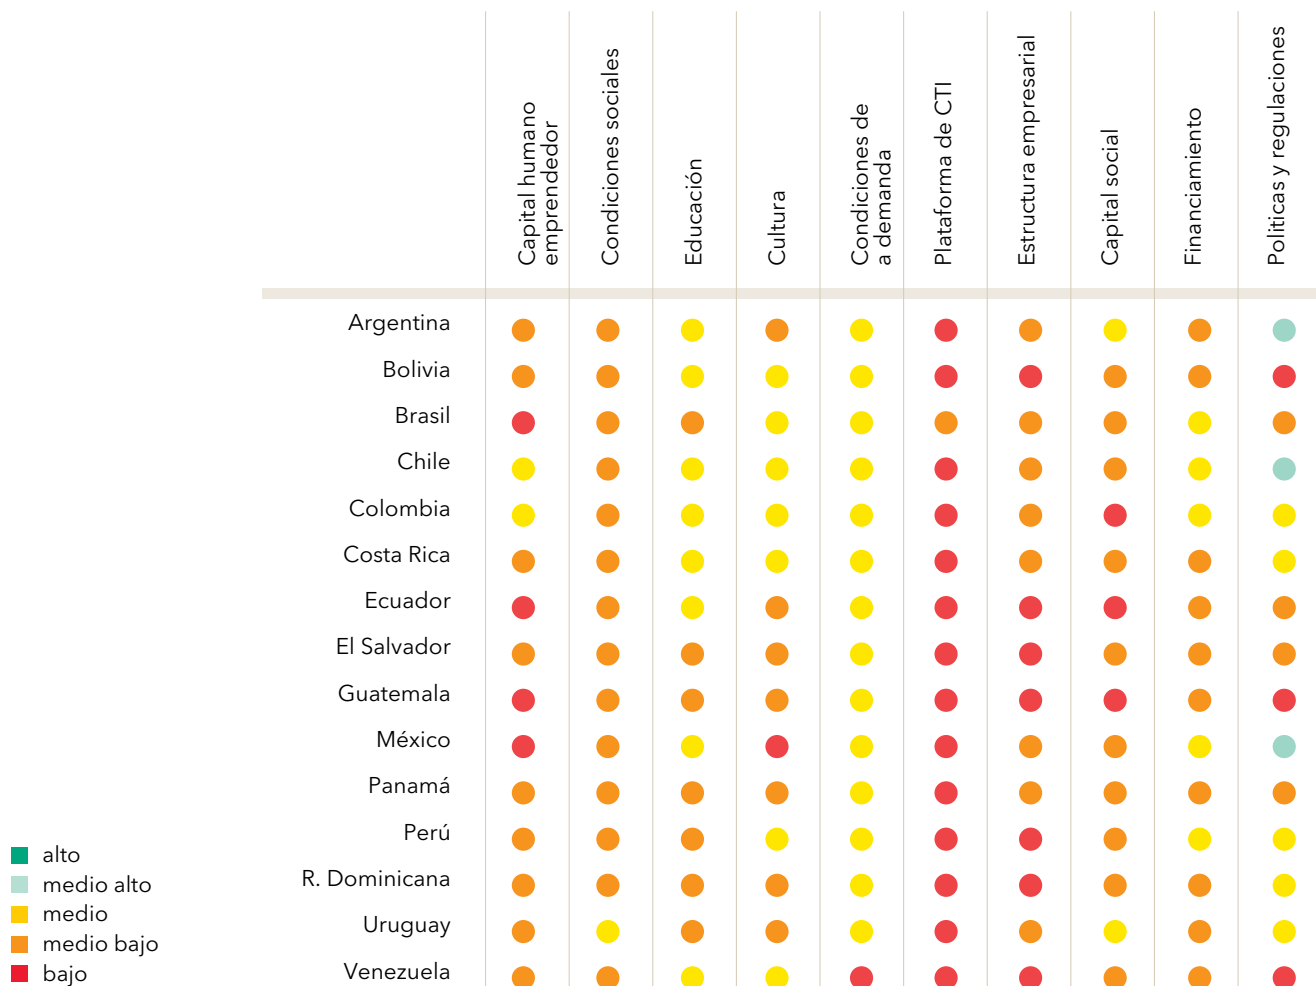 Capital humano
emprendedor
Condiciones sociales
Educación
Cultura
Condiciones de
a demanda
Plataforma de CTI
Estructura empresarial
Capital social
Financiamiento
Políticas y regulaciones
Argentina
Bolivia
Brasil
Chile
Colombia
Costa Rica
Ecuador
El Salvador
Guatemala
México
Panamá
Perú
R. Dominicana
Uruguay
Venezuela
alto
medio alto
medio
medio bajo
bajo